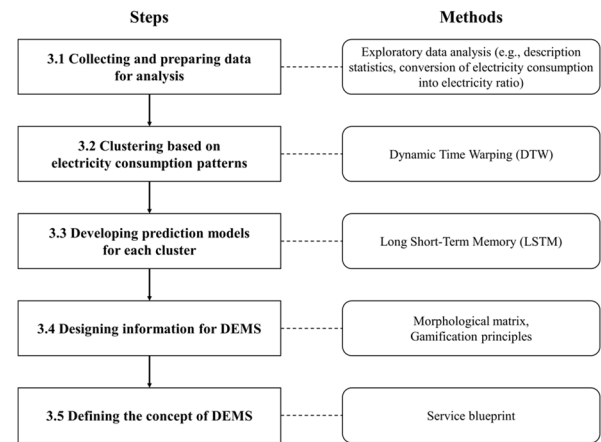 Steps
Methods
3.1 Collecting and preparing data
for analysis
Exploratory data analysis (e.g., description
statistics, conversion of electricity consumption
into electricity ratio)
3.2 Clustering based on
electricity consumption patterns
Dynamic Time Warping (DTW)
3.3 Developing prediction models
for each cluster
Long Short-Term Memory (LSTM)
3.4 Designing information for DEMS
Morphological matrix,
Gamification principles
3.5 Defining the concept of DEMS
Service blueprint